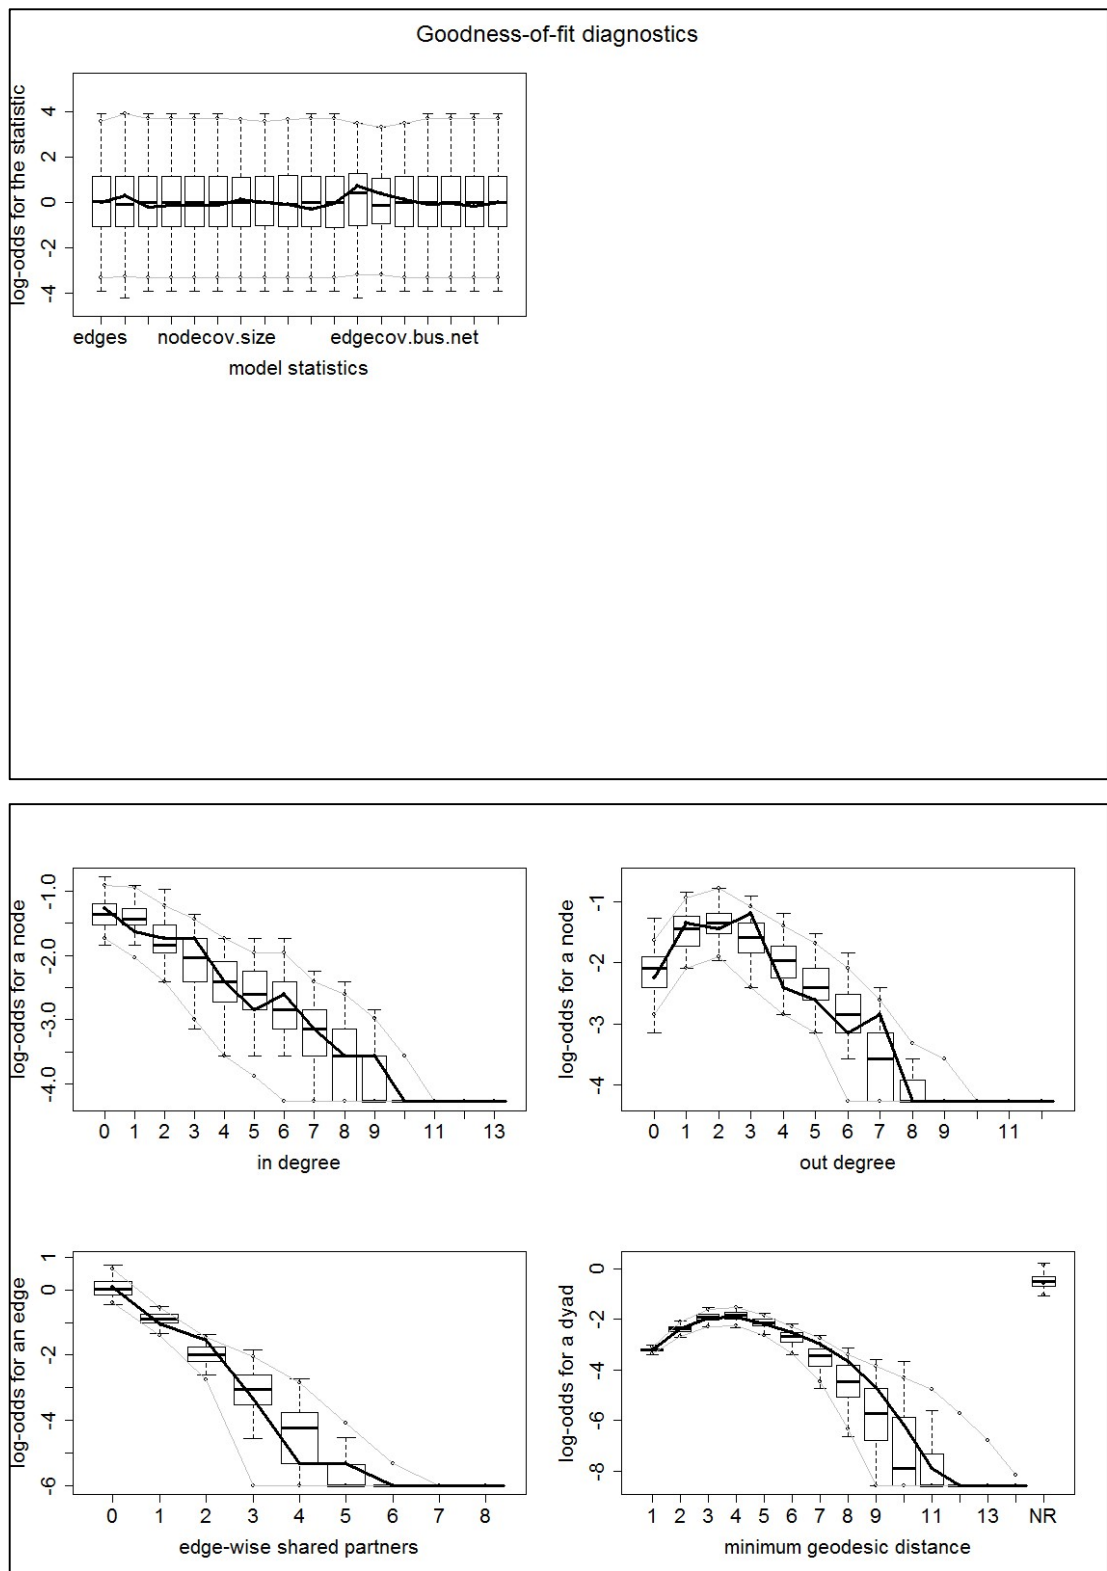 Goodness-of-fit diagnostics
log-odds for the statistic
4
2
0
-2
-4
edges nodecov.size edgecov.bus.net
model statistics
log-odds for a node
-1.0
-2.0
-3.0
-4.0
0 1 2 3 4 5 6 7 8 9 11 13
in degree
log-odds for a node
-1
-2
-3
-4
0 1 2 3 4 5 6 7 8 9 11
out degree
log-odds for an edge
1
0
-2
-4
-6
0 1 2 3 4 5 6 7 8
edge-wise shared partners
log-odds for a dyad
0
-2
-4
-6
-8
1 2 3 4 5 6 7 8 9 11 13 NR
minimum geodesic distance